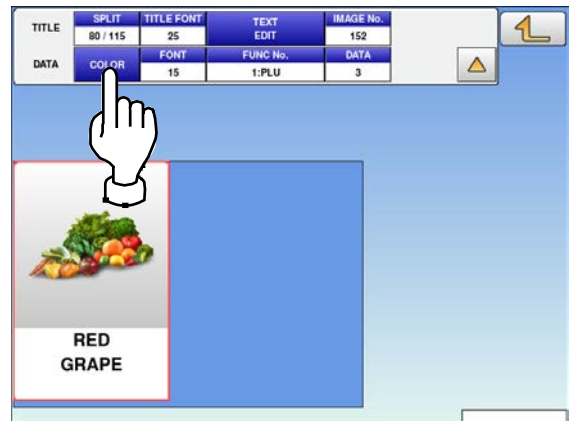 TITLE SPLIT TITLE FONT TEXT EDIT IMAGE No.
80 / 115 25 152
DATA COLOR FONT FUNC No. DATA
15 1:PLU 3
RED
GRAPE